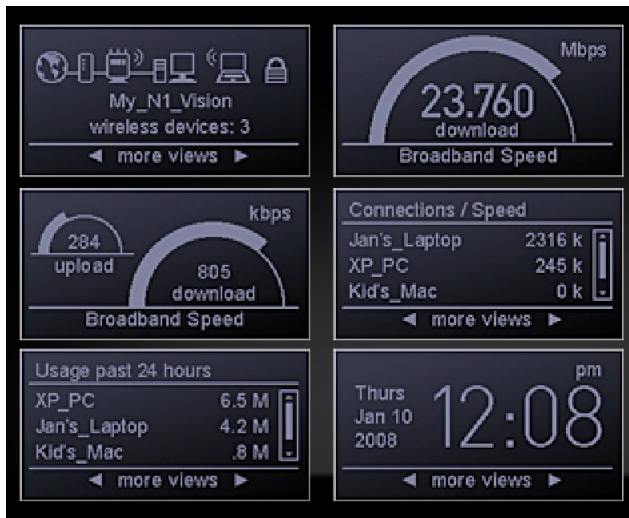 My_N1_Vision
wireless devices: 3
◄ more views ►
Mbps
23.760
download
Broadband Speed
kbps
284
upload
805
download
Broadband Speed
Connections / Speed
Jan's_Laptop 2316 k
XP_PC 245 k
Kid's_Mac 0 k
◄ more views ►
Usage past 24 hours
XP_PC 6.5 M
Jan's_Laptop 4.2 M
Kid's_Mac .8 M
◄ more views ►
pm
Thurs
Jan 10
2008
12:08
◄ more views ►